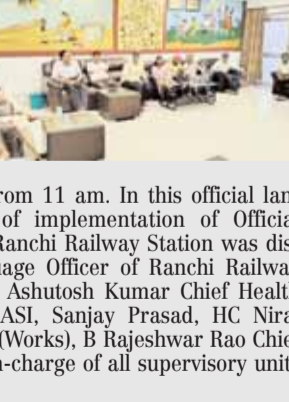 rom 11 am. In this official lan
of implementation of Officia
Ranchi Railway Station was dis
uage Officer of Ranchi Railwa
Ashutosh Kumar Chief Healt
ASI, Sanjay Prasad, HC Nira
(Works), B Rajeshwar Rao Chie
n-charge of all supervisory unit